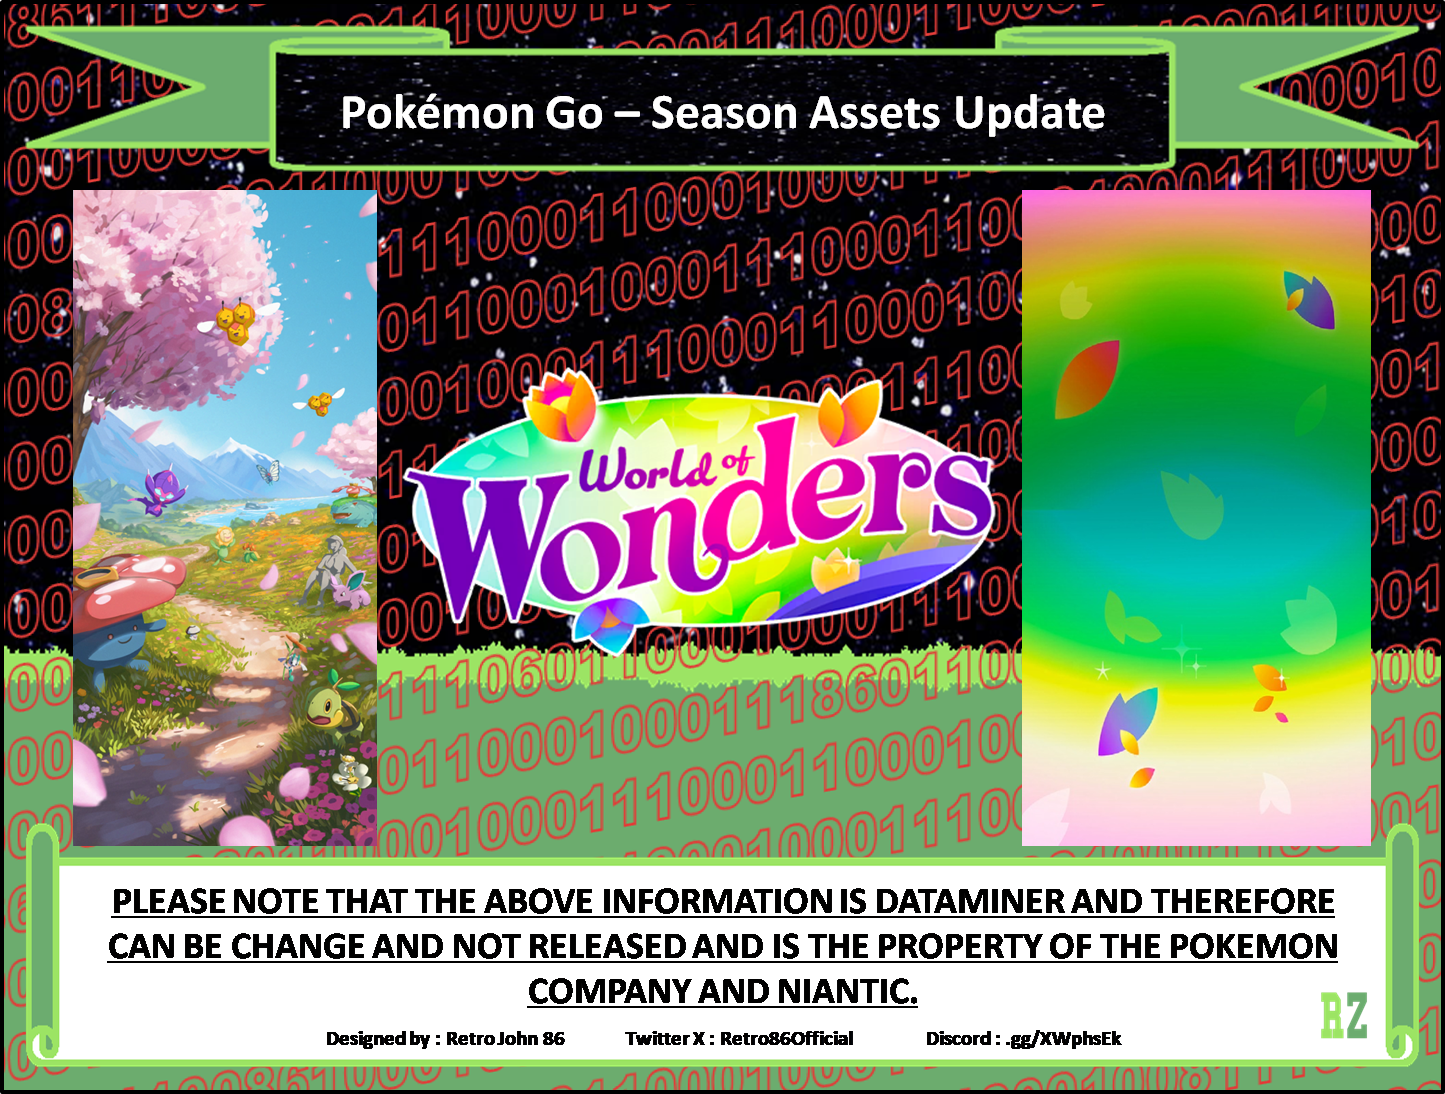 Pokémon Go – Season Assets Update
World of
Wonders
PLEASE NOTE THAT THE ABOVE INFORMATION IS DATAMINER AND THEREFORE
CAN BE CHANGE AND NOT RELEASED AND IS THE PROPERTY OF THE POKEMON
COMPANY AND NIANTIC.
RZ
Designed by : Retro John 86 Twitter X : Retro86Official Discord : .gg/XWphsEk